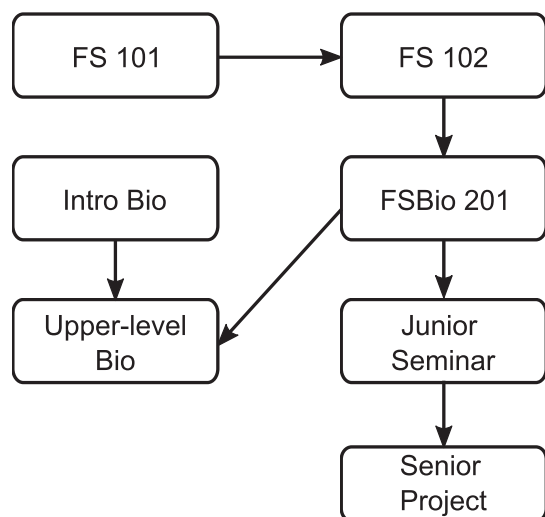 FS 101
FS 102
Intro Bio
FSBio 201
Upper-level
Bio
Junior
Seminar
Senior
Project